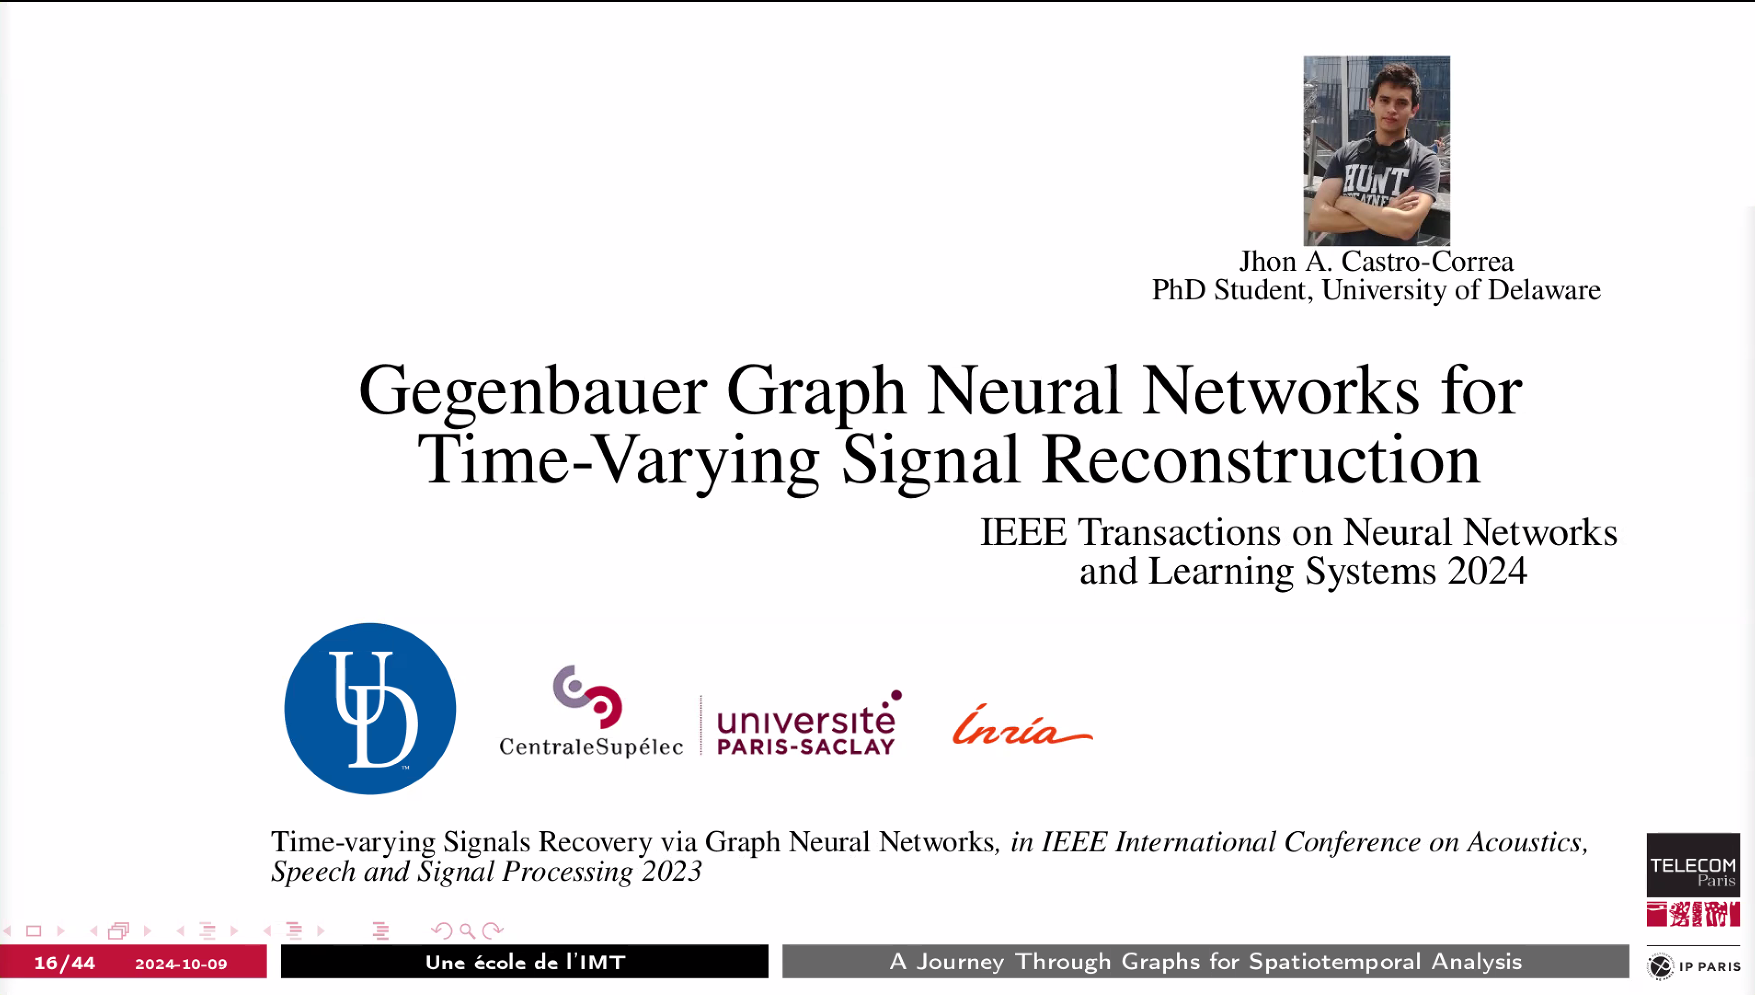 HUNT
Jhon A. Castro-Correa
PhD Student, University of Delaware
Gegenbauer Graph Neural Networks for
Time-Varying Signal Reconstruction
IEEE Transactions on Neural Networks
and Learning Systems 2024
UD
CentraleSupélec
université
PARIS-SACLAY
Inria
Time-varying Signals Recovery via Graph Neural Networks, in IEEE International Conference on Acoustics,
Speech and Signal Processing 2023
TELECOM
Paris
16/44 2024-10-09 Une école de l'IMT A Journey Through Graphs for Spatiotemporal Analysis
IP PARIS